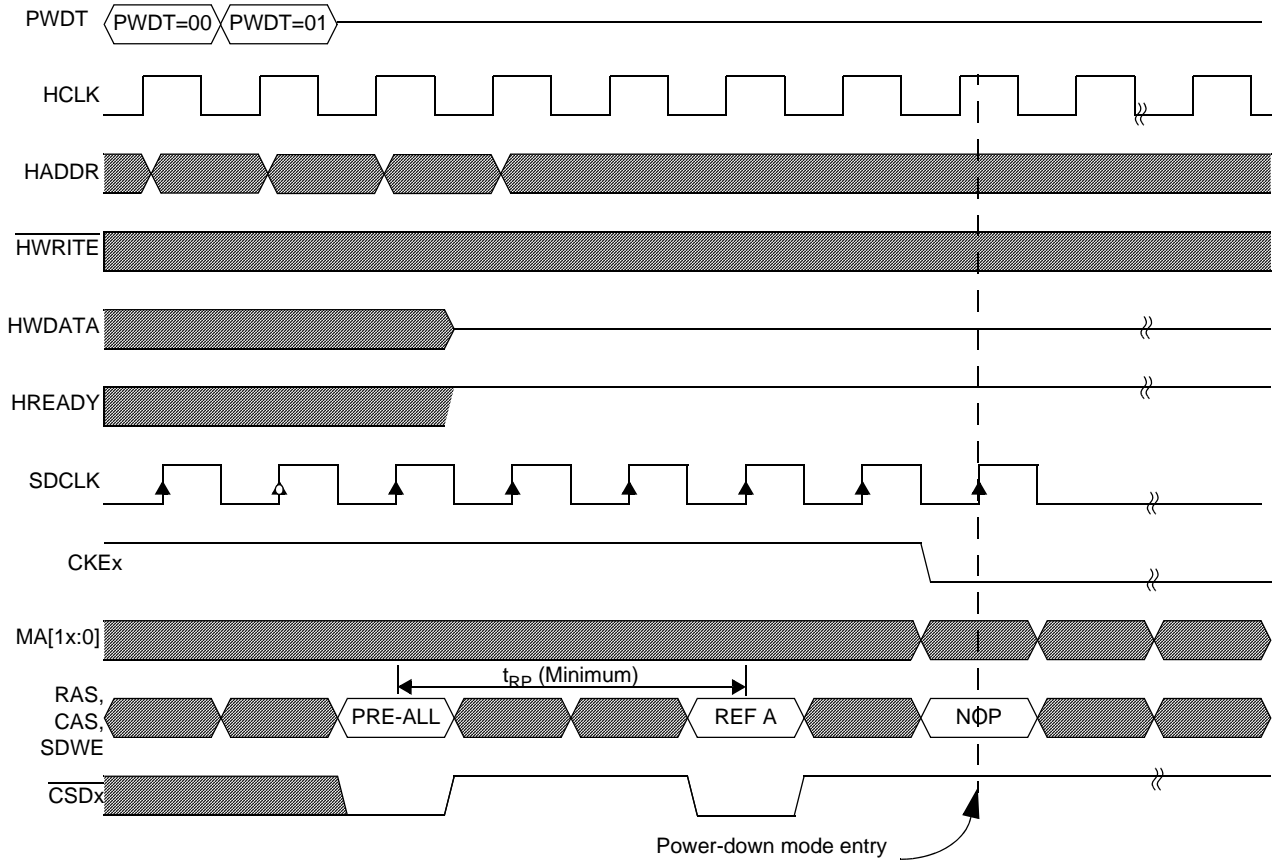 PWDT
PWDT=00
PWDT=01
HCLK
HADDR
HWRITE
HWDATA
HREADY
SDCLK
CKEx
MA[1x:0]
tRP (Minimum)
RAS,
CAS,
SDWE
PRE-ALL
REF A
NOP
CSDx
Power-down mode entry